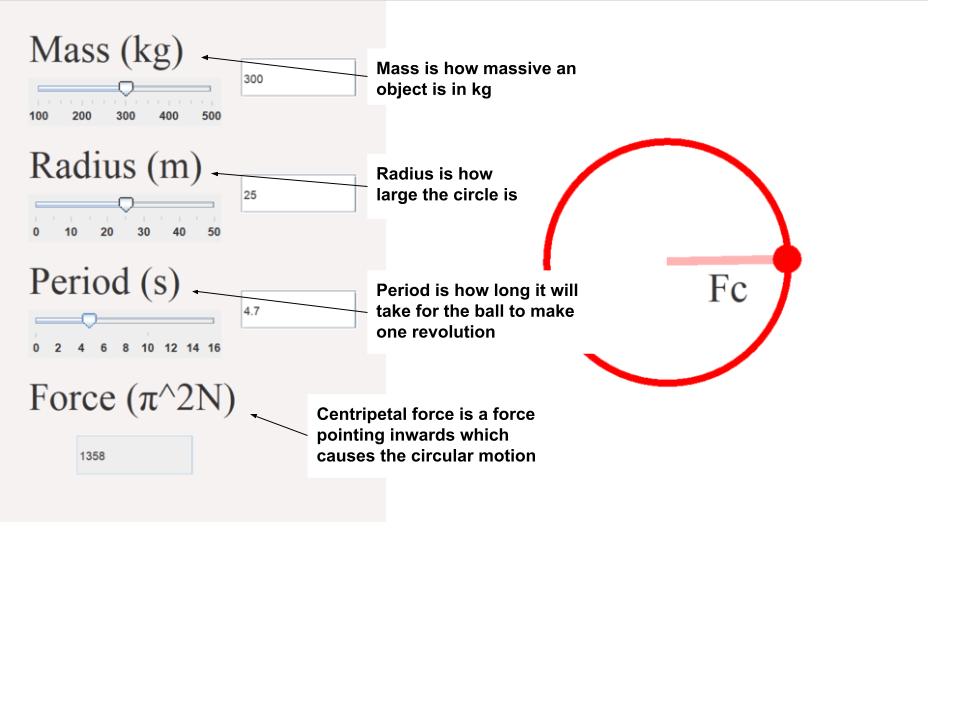 Mass (kg)
300
Mass is how massive an
object is in kg
100 200 300 400 500
Radius (m)
25
Radius is how
large the circle is
0 10 20 30 40 50
Fc
Period (s)
4.7
Period is how long it will
take for the ball to make
one revolution
0 2 4 6 8 10 12 14 16
Force (π^2N)
1358
Centripetal force is a force
pointing inwards which
causes the circular motion